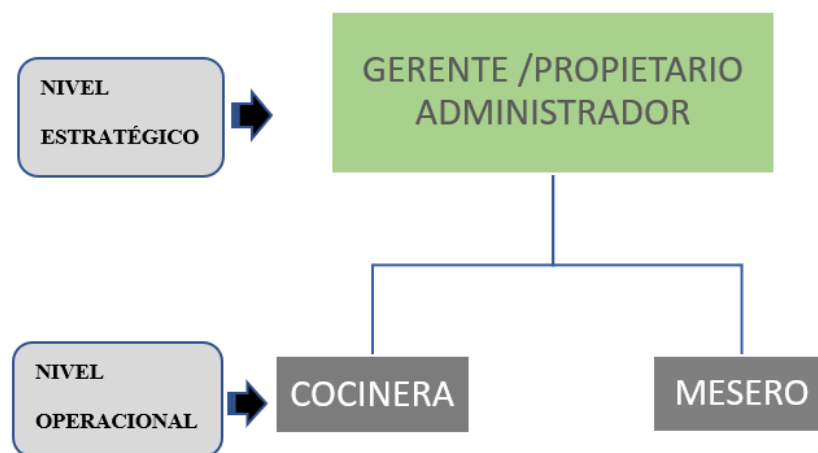 NIVEL
ESTRATÉGICO
GERENTE /PROPIETARIO
ADMINISTRADOR
NIVEL
OPERACIONAL
COCINERA
MESERO